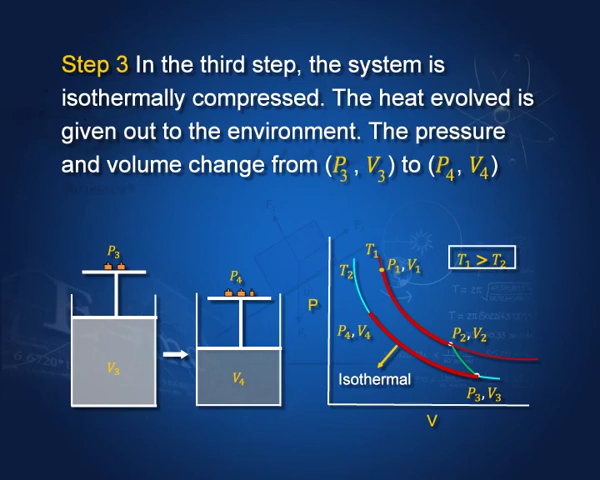 Step 3 In the third step, the system is
isothermally compressed. The heat evolved is
given out to the environment. The pressure
and volume change from (P₃, V₃) to (P₄, V₄)
P₃
V₃
P₄
V₄
P
T₁
T₂
P₁,V₁
T₁ > T₂
P₄,V₄
P₂,V₂
Isothermal
P₃,V₃
V